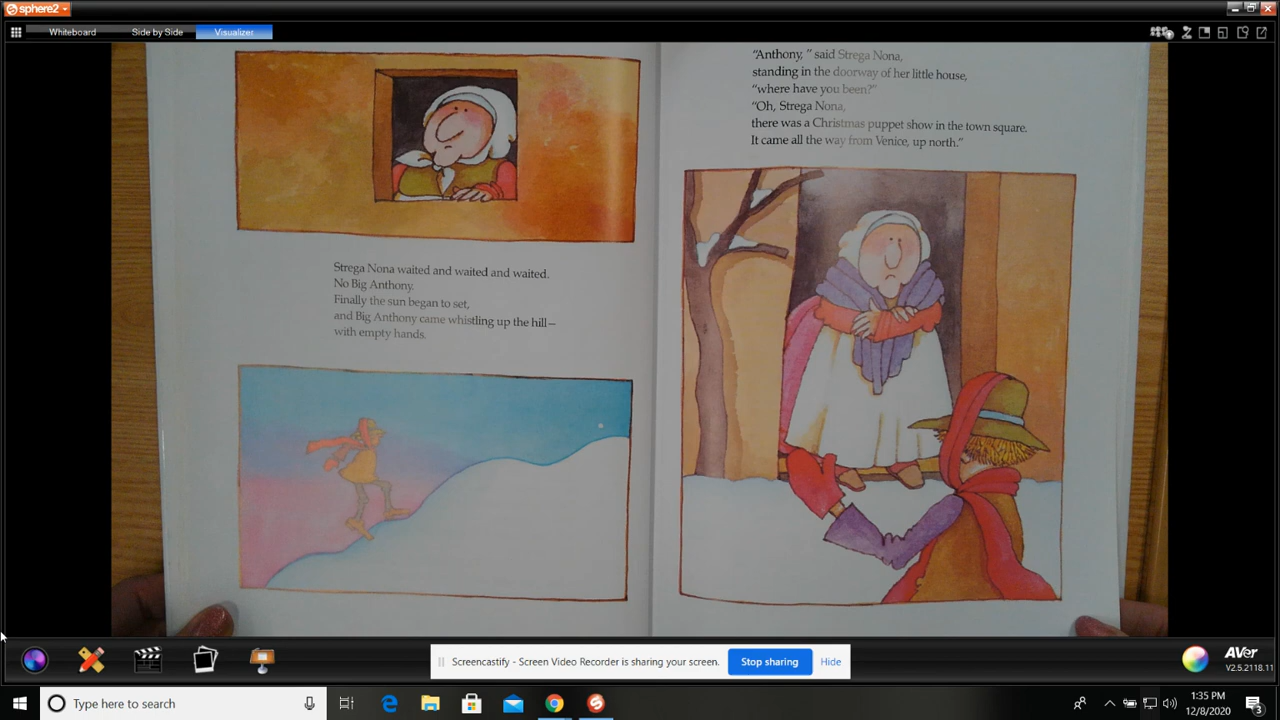 sphere2
Whiteboard
Side by Side
Visualizer
Strega Nona waited and waited and waited.
No Big Anthony.
Finally the sun began to set,
and Big Anthony came whistling up the hill—
with empty hands.
“Anthony, ” said Strega Nona,
standing in the doorway of her little house,
“where have you been?”
“Oh, Strega Nona,
there was a Christmas puppet show in the town square.
It came all the way from Venice, up north.”
Screencastify - Screen Video Recorder is sharing your screen.
Stop sharing
Hide
AVer
V2.5.2118.11
Type here to search
1:35 PM
12/8/2020
3